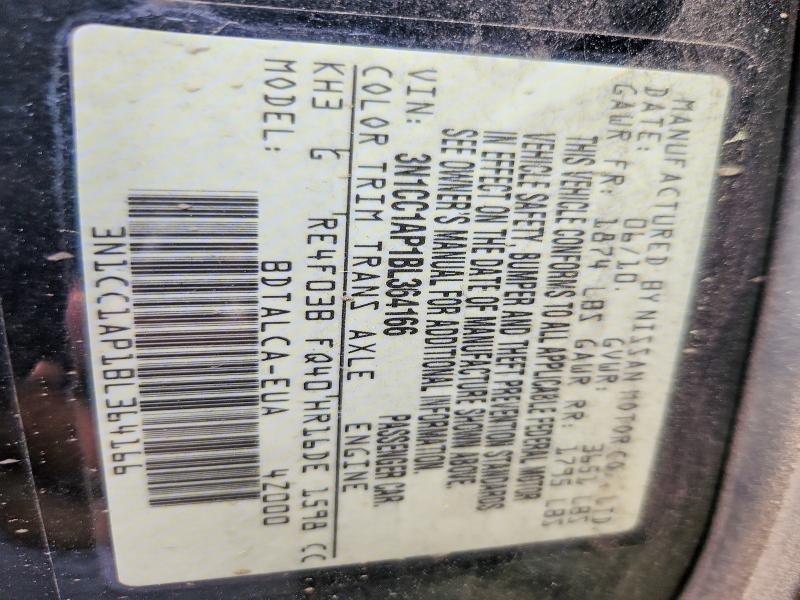 MANUFACTURED BY NISSAN MOTOR CO., LTD.
DATE: 06/10 GVWR: 3651 LBS
GAWR FR: 1874 LBS GAWR RR: 1795 LBS
THIS VEHICLE CONFORMS TO ALL APPLICABLE FEDERAL MOTOR
VEHICLE SAFETY, BUMPER AND THEFT PREVENTION STANDARDS
IN EFFECT ON THE DATE OF MANUFACTURE SHOWN ABOVE.
SEE OWNER'S MANUAL FOR ADDITIONAL INFORMATION.
VIN: 3N1CC1AP1BL364166 PASSENGER CAR.
COLOR TRIM TRANS AXLE ENGINE
KH3 G RE4F03B FQ40 HR16DE 1598 CC
MODEL: BDTALCA-EUA 4Z000
3N1CC1AP1BL364166